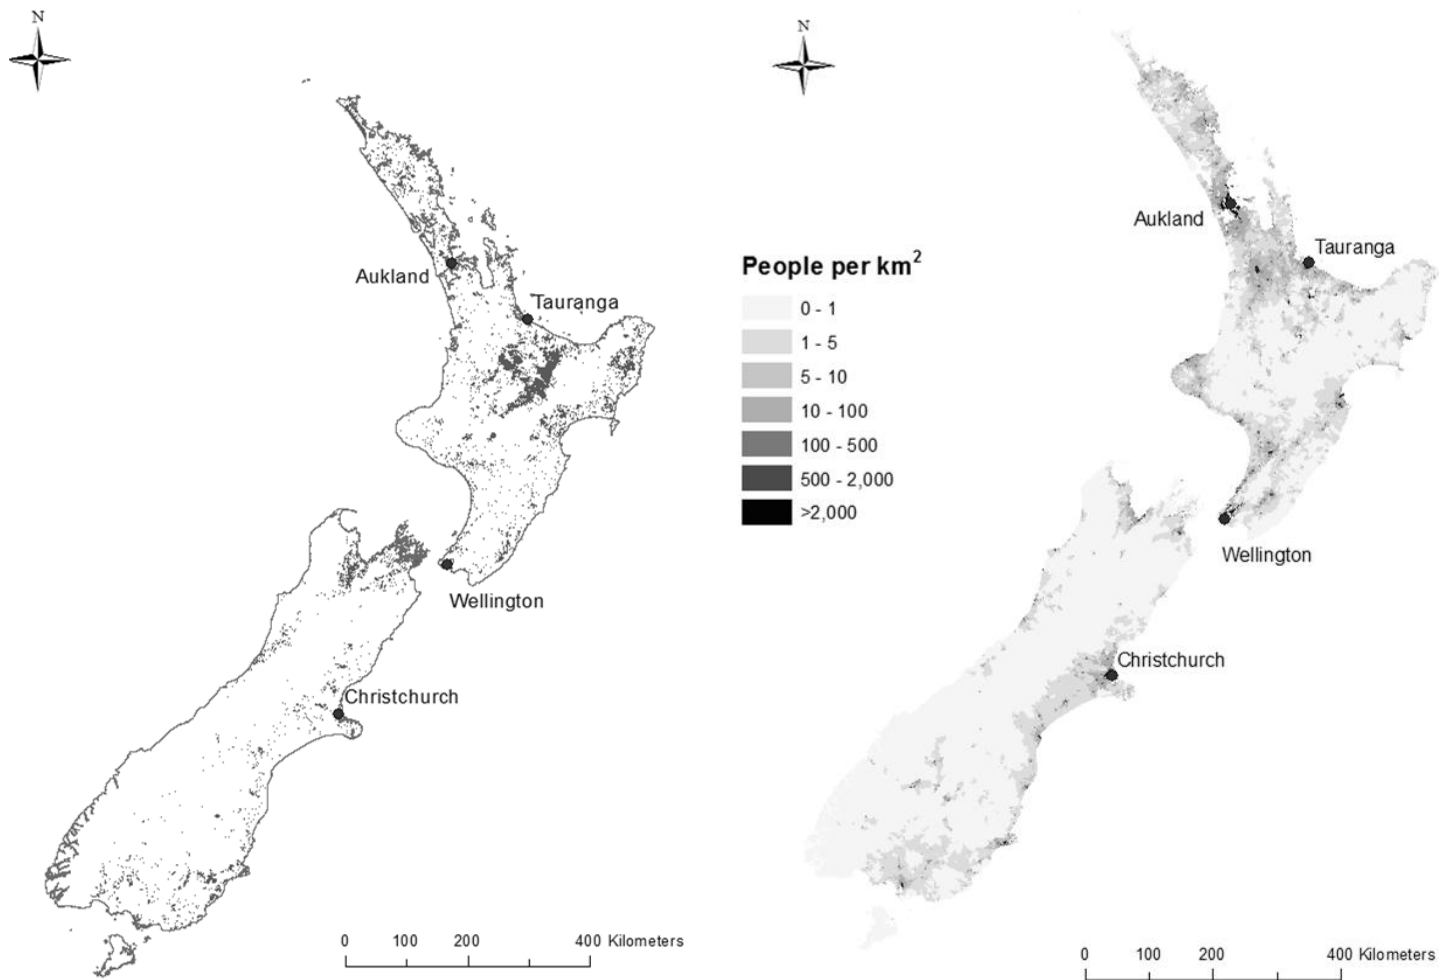 N
Aukland
Tauranga
Wellington
Christchurch
0 100 200 400 Kilometers
N
Aukland
Tauranga
People per km²
0 - 1
1 - 5
5 - 10
10 - 100
100 - 500
500 - 2,000
>2,000
Wellington
Christchurch
0 100 200 400 Kilometers